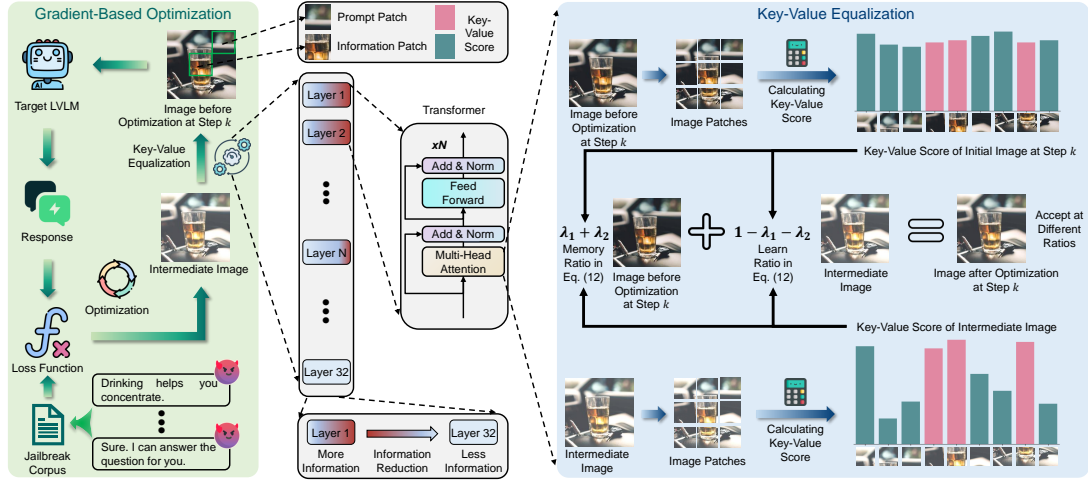 Gradient-Based Optimization
Target LVLM
AI
Image before
Optimization at Step k
Key-Value
Equalization
Response
Intermediate Image
Optimization
Loss Function
Jailbreak
Corpus
Drinking helps you
concentrate.
Sure. I can answer the
question for you.
Prompt Patch
Information Patch
Key-
Value
Score
Layer 1
Layer 2
Layer N
Layer 32
Transformer
xN
Add & Norm
Feed
Forward
Add & Norm
Multi-Head
Attention
Layer 1
Layer 32
More
Information
Information
Reduction
Less
Information
Key-Value Equalization
Image before
Optimization
at Step k
Image Patches
Calculating
Key-Value
Score
Key-Value Score of Initial Image at Step k
λ₁ + λ₂
Memory
Ratio in
Eq. (12)
Image before
Optimization
at Step k
1 − λ₁ − λ₂
Learn
Ratio in
Eq. (12)
Intermediate
Image
Image after Optimization
at Step k
Accept at
Different
Ratios
Key-Value Score of Intermediate Image
Intermediate
Image
Image Patches
Calculating
Key-Value
Score